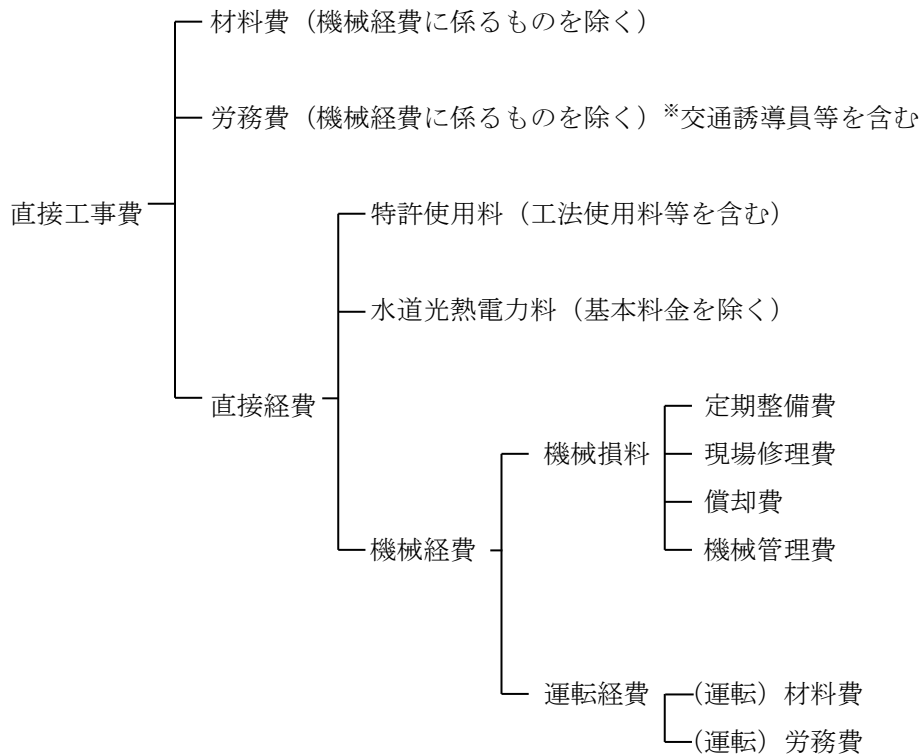 材料費（機械経費に係るものを除く）
労務費（機械経費に係るものを除く）※交通誘導員等を含む
直接工事費
特許使用料（工法使用料等を含む）
水道光熱電力料（基本料金を除く）
直接経費
定期整備費
機械損料
現場修理費
償却費
機械経費
機械管理費
運転経費
（運転）材料費
（運転）労務費